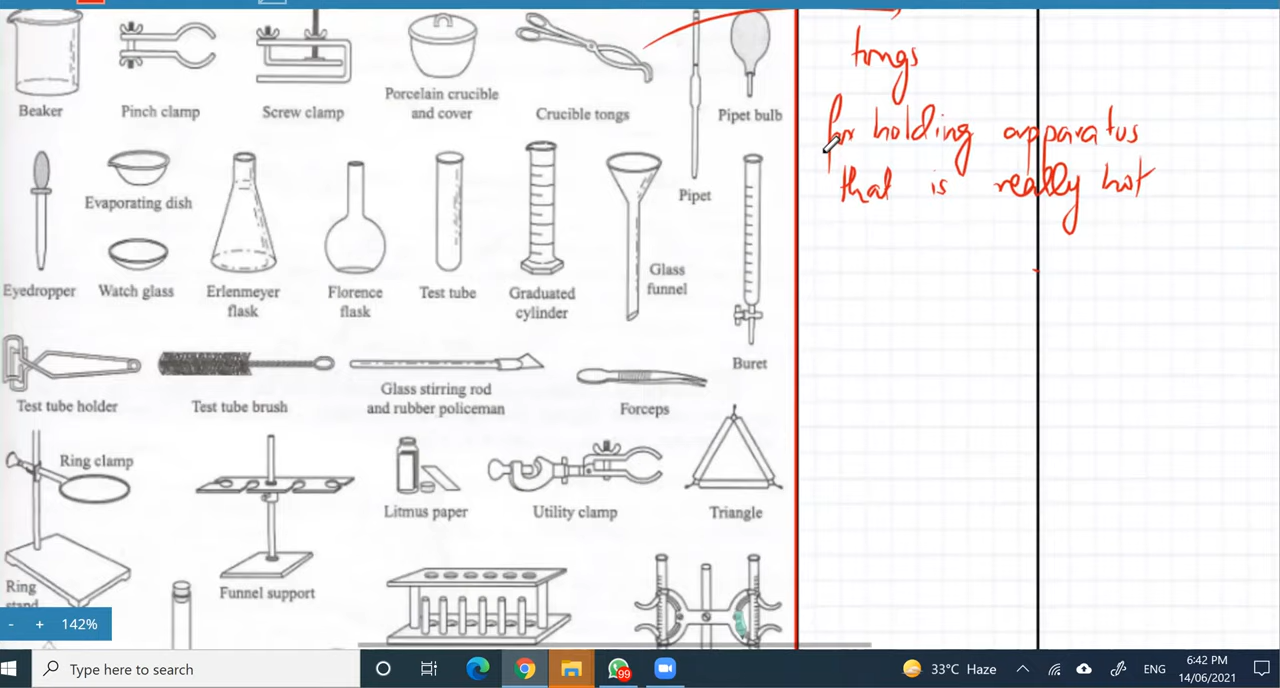 Beaker
Pinch clamp
Screw clamp
Porcelain crucible
and cover
Crucible tongs
Pipet bulb
tongs
for holding apparatus
that is really hot
Evaporating dish
Pipet
Eyedropper
Watch glass
Erlenmeyer
flask
Florence
flask
Test tube
Graduated
cylinder
Glass
funnel
Buret
Test tube holder
Test tube brush
Glass stirring rod
and rubber policeman
Forceps
Ring clamp
Litmus paper
Utility clamp
Triangle
Ring
Funnel support
- + 142%
Type here to search
99
33°C Haze
ENG
6:42 PM
14/06/2021